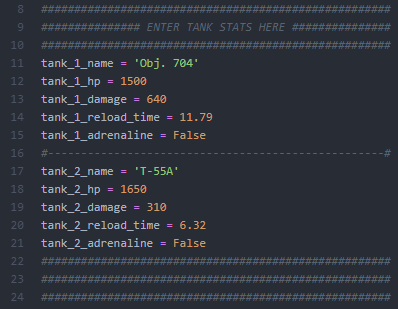 8 #####################################################
9 ############### ENTER TANK STATS HERE ###############
10 #####################################################
11 tank_1_name = 'Obj. 704'
12 tank_1_hp = 1500
13 tank_1_damage = 640
14 tank_1_reload_time = 11.79
15 tank_1_adrenaline = False
16 #---------------------------------------------------#
17 tank_2_name = 'T-55A'
18 tank_2_hp = 1650
19 tank_2_damage = 310
20 tank_2_reload_time = 6.32
21 tank_2_adrenaline = False
22 #####################################################
23 #####################################################
24 #####################################################